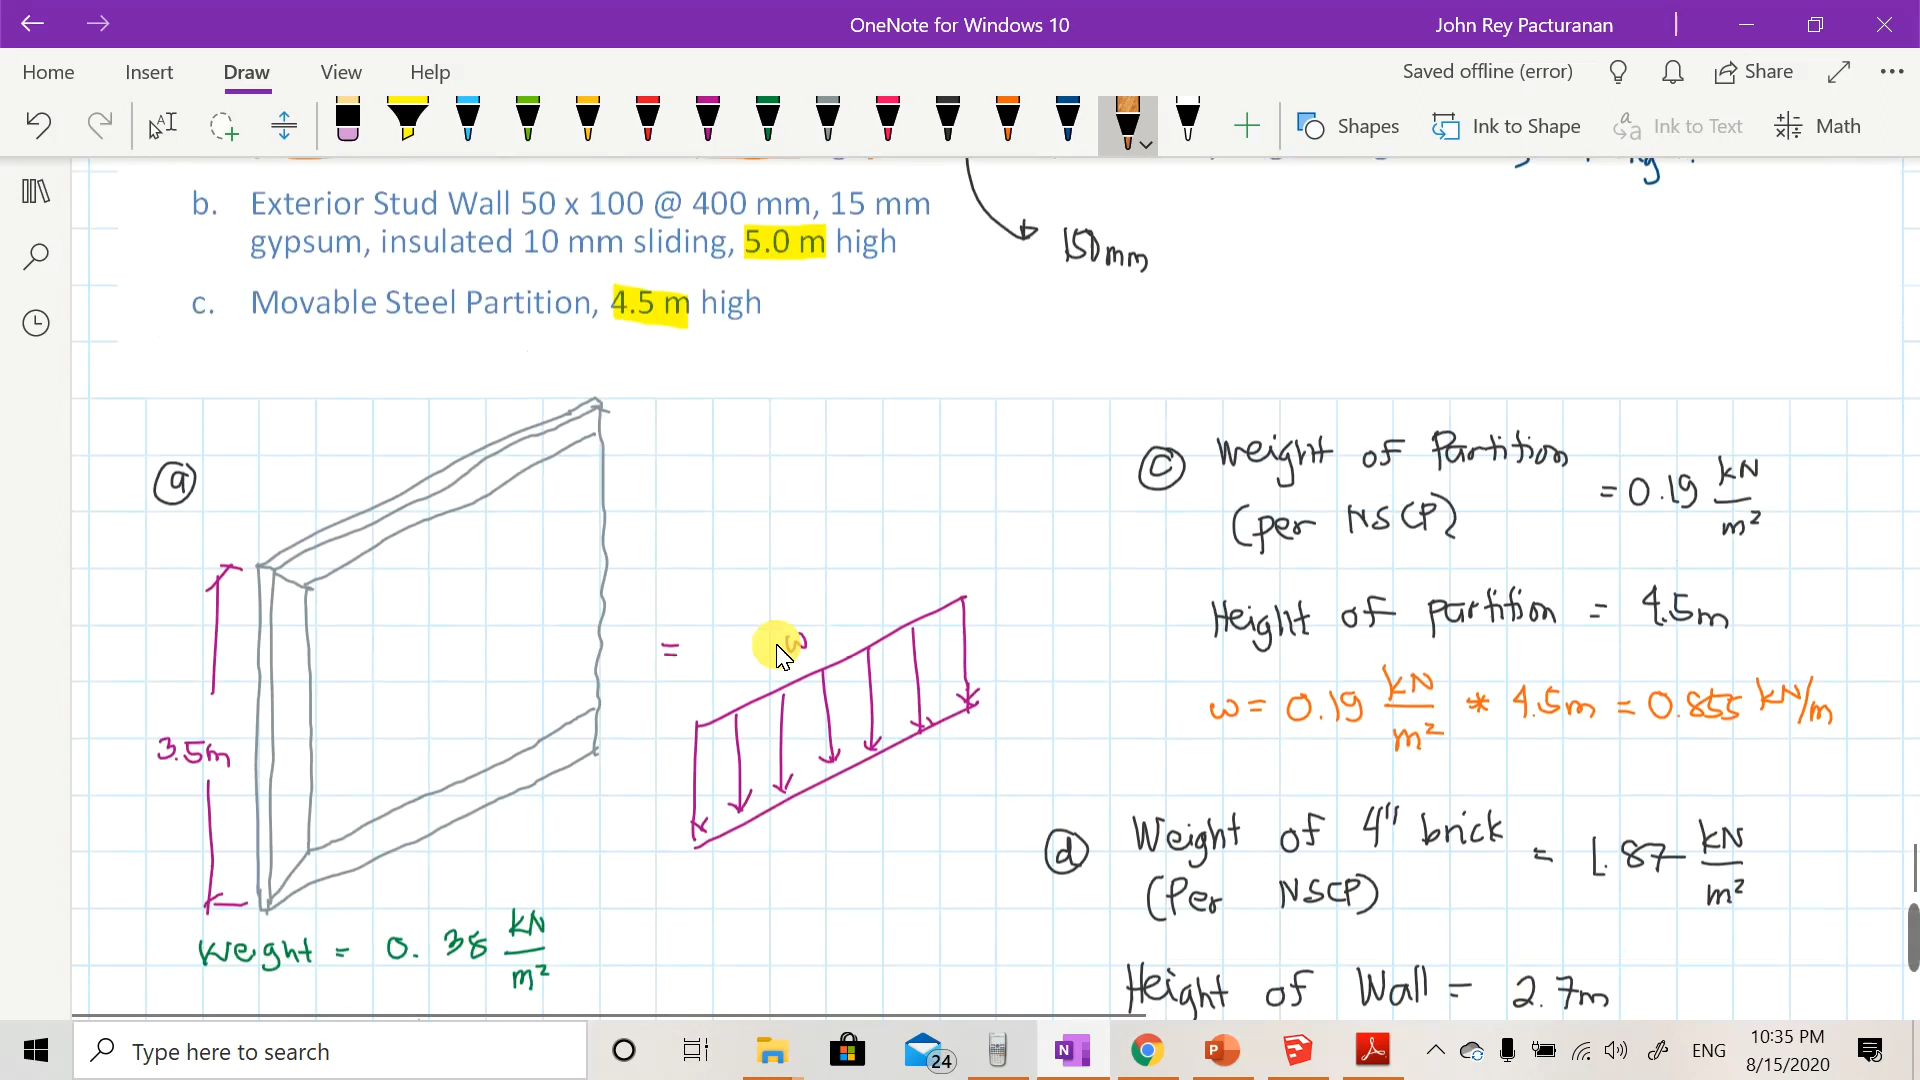 OneNote for Windows 10
John Rey Pacturanan
Home Insert Draw View Help
Saved offline (error) Share
Shapes Ink to Shape Ink to Text Math
b. Exterior Stud Wall 50 x 100 @ 400 mm, 15 mm
gypsum, insulated 10 mm sliding, 5.0 m high
150mm
c. Movable Steel Partition, 4.5 m high
a
3.5m
Weight = 0.38 kN/m²
= w
c Weight of Partition
(per NSCP) = 0.19 kN/m²
Height of partition = 4.5m
w = 0.19 kN/m² * 4.5m = 0.855 kN/m
d Weight of 4" brick
(Per NSCP) = 1.87 kN/m²
Height of Wall = 2.7m
Type here to search
24
ENG
10:35 PM
8/15/2020